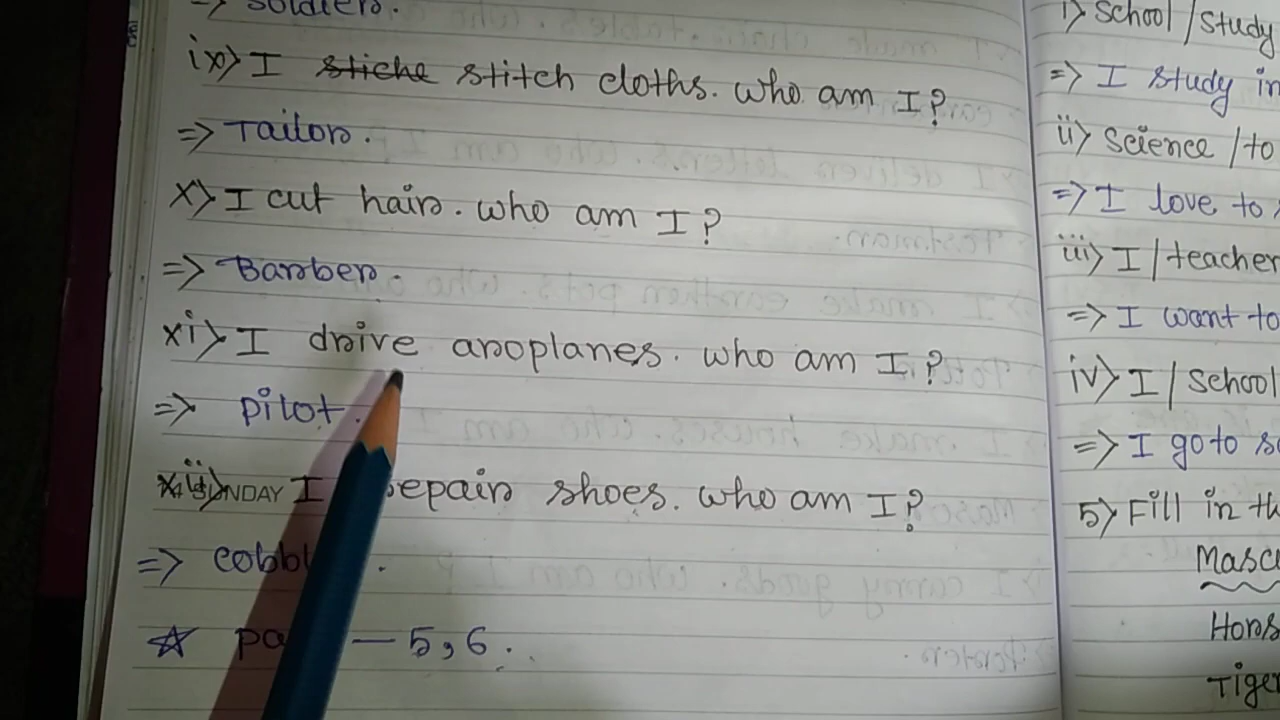 => soldiers.
ix) I stiche stitch cloths. who am I?
=> Tailor.
x) I cut hair. who am I?
=> Barber.
xi) I drive aroplanes. who am I?
=> pilot.
xii) I repair shoes. who am I?
=> cobbl
☆ pa — 5, 6.
i) School / study
=> I study in
ii) Science / to
=> I love to
iii) I / teacher
=> I want to
iv) I / School
=> I go to sc
5) Fill in th
Masc
Hors
Tiger